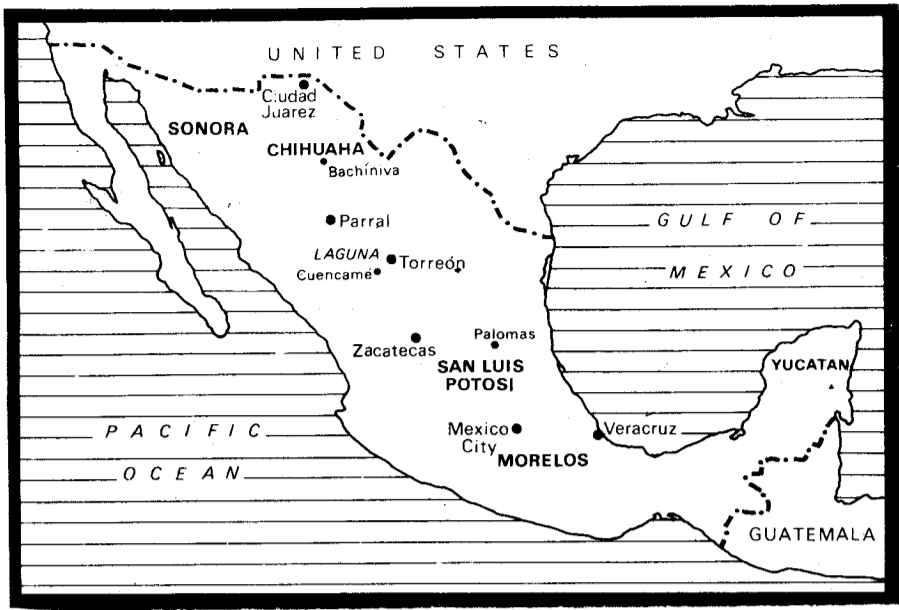 UNITED STATES
Ciudad
Juarez
SONORA
CHIHUAHA
Bachíniva
Parral
GULF OF
LAGUNA
Torreón
Cuencamé
MEXICO
Palomas
Zacatecas
SAN LUIS
POTOSI
YUCATAN
PACIFIC
OCEAN
Mexico
City
Veracruz
MORELOS
GUATEMALA